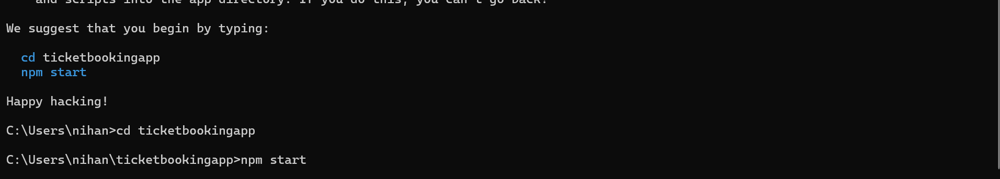 and scripts into the app directory. If you do this, you can't go back!
We suggest that you begin by typing:
cd ticketbookingapp
npm start
Happy hacking!
C:\Users\nihan>cd ticketbookingapp
C:\Users\nihan\ticketbookingapp>npm start